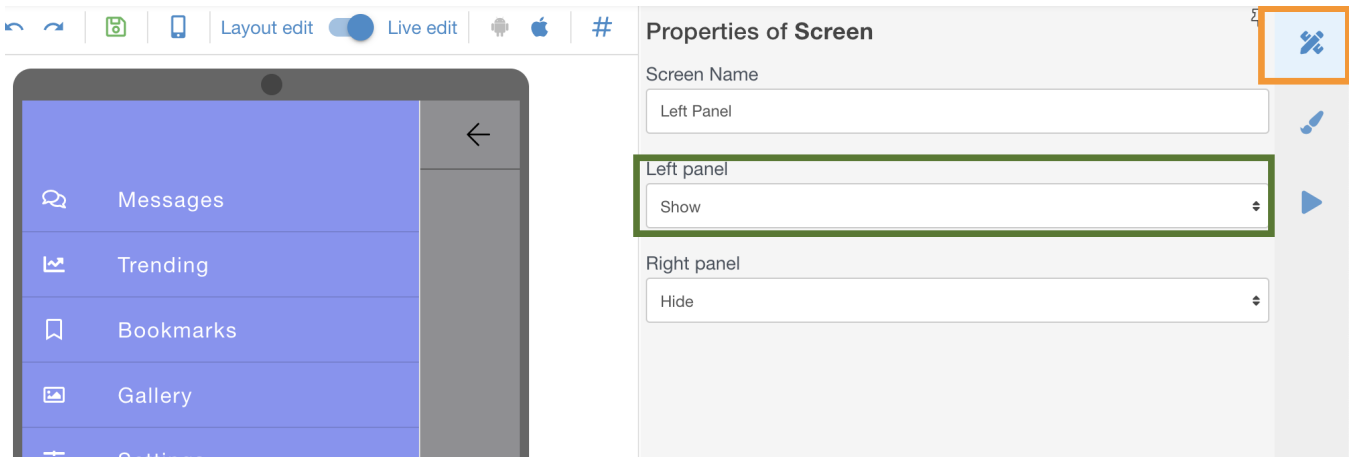 Layout edit Live edit #
Messages
Trending
Bookmarks
Gallery
Settings
Properties of Screen
Screen Name
Left Panel
Left panel
Show
Right panel
Hide